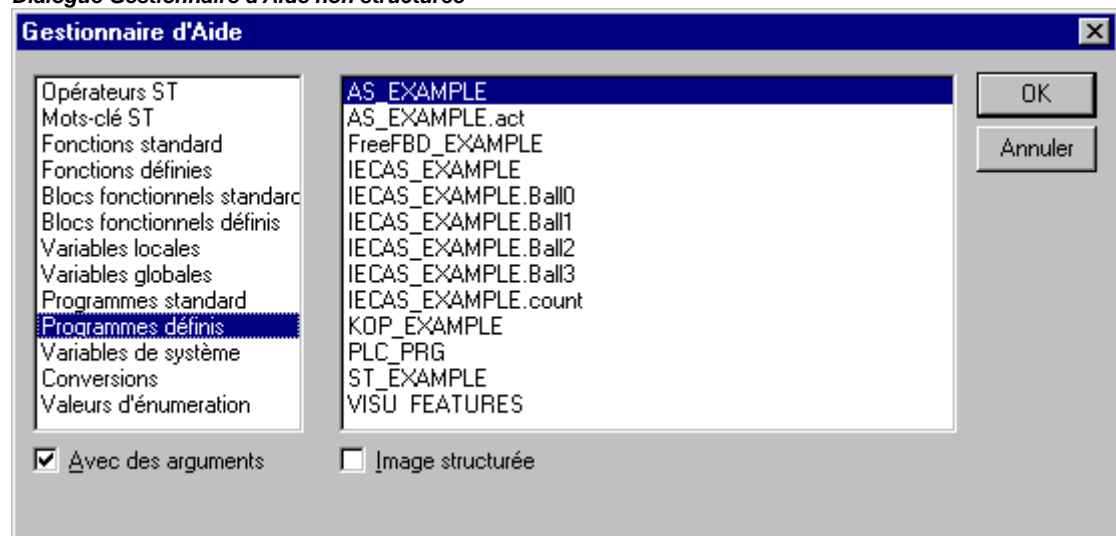 Dialogue Gestionnaire d'Aide non structurée
Gestionnaire d'Aide
Opérateurs ST
Mots-clé ST
Fonctions standard
Fonctions définies
Blocs fonctionnels standard
Blocs fonctionnels définis
Variables locales
Variables globales
Programmes standard
Programmes définis
Variables de système
Conversions
Valeurs d'énumeration
AS_EXAMPLE
AS_EXAMPLE.act
FreeFBD_EXAMPLE
IECAS_EXAMPLE
IECAS_EXAMPLE.Ball0
IECAS_EXAMPLE.Ball1
IECAS_EXAMPLE.Ball2
IECAS_EXAMPLE.Ball3
IECAS_EXAMPLE.count
KOP_EXAMPLE
PLC_PRG
ST_EXAMPLE
VISU_FEATURES
OK
Annuler
Avec des arguments
Image structurée